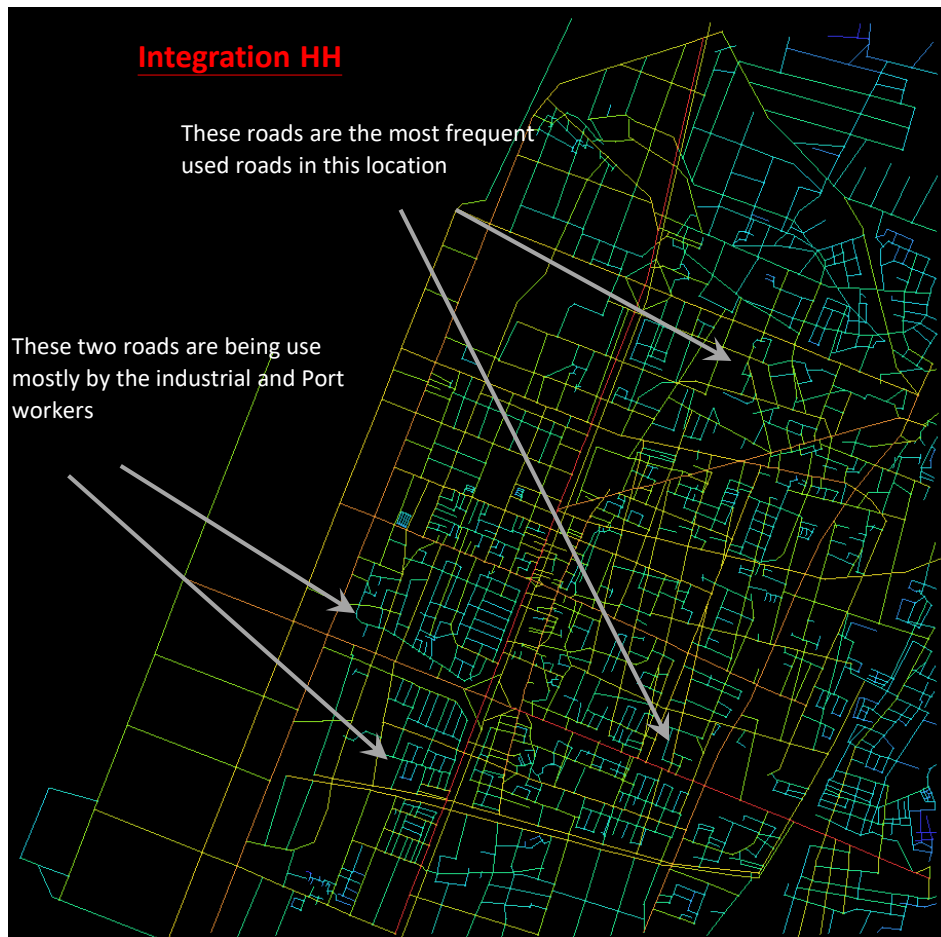 Integration HH
These roads are the most frequent
used roads in this location
These two roads are being use
mostly by the industrial and Port
workers